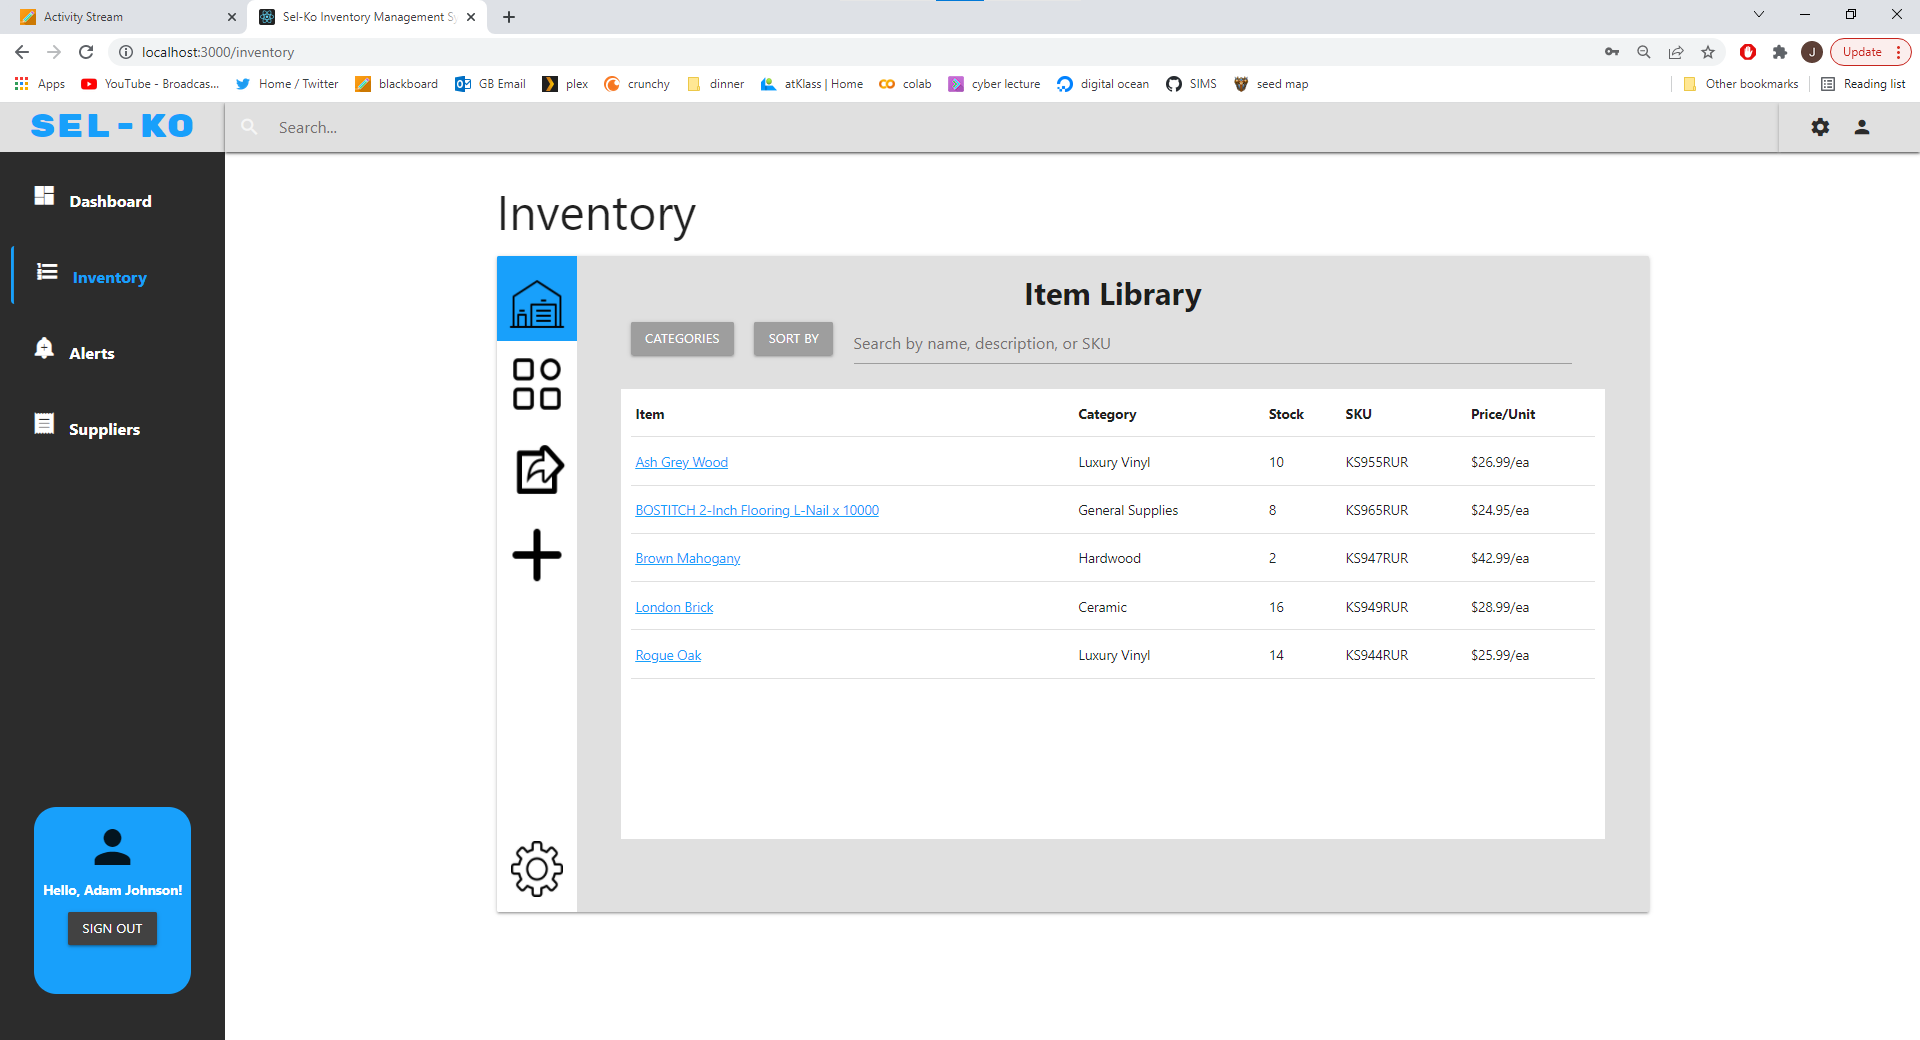 Activity Stream
Sel-Ko Inventory Management Sy
localhost:3000/inventory
Update
Apps
YouTube - Broadcas...
Home / Twitter
blackboard
GB Email
plex
crunchy
dinner
atKlass | Home
colab
cyber lecture
digital ocean
SIMS
seed map
Other bookmarks
Reading list
J
SEL-KO
Search...
Dashboard
Inventory
Alerts
Suppliers
Hello, Adam Johnson!
SIGN OUT
Inventory
Item Library
CATEGORIES SORT BY Search by name, description, or SKU
Item Category Stock SKU Price/Unit
Ash Grey Wood Luxury Vinyl 10 KS955RUR $26.99/ea
BOSTITCH 2-Inch Flooring L-Nail x 10000 General Supplies 8 KS965RUR $24.95/ea
Brown Mahogany Hardwood 2 KS947RUR $42.99/ea
London Brick Ceramic 16 KS949RUR $28.99/ea
Rogue Oak Luxury Vinyl 14 KS944RUR $25.99/ea